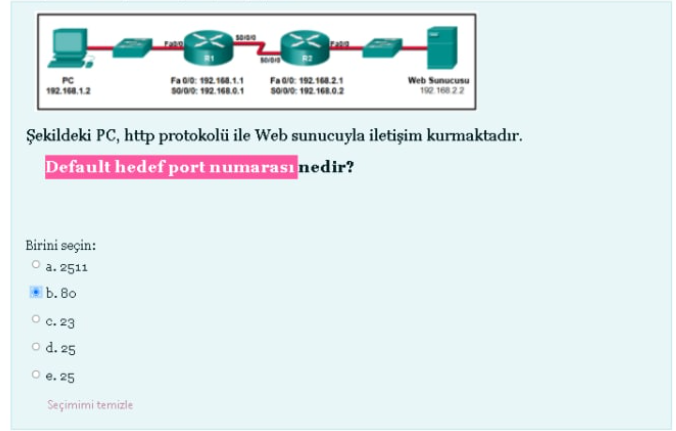 Fa0/0
S0/0/0
Fa0/0
R1
S0/0/0
R2
PC
192.168.1.2
Fa 0/0: 192.168.1.1
S0/0/0: 192.168.0.1
Fa 0/0: 192.168.2.1
S0/0/0: 192.168.0.2
Web Sunucusu
192.168.2.2
Şekildeki PC, http protokolü ile Web sunucuyla iletişim kurmaktadır.
Default hedef port numarası nedir?
Birini seçin:
a. 2511
b. 80
c. 23
d. 25
e. 25
Seçimimi temizle